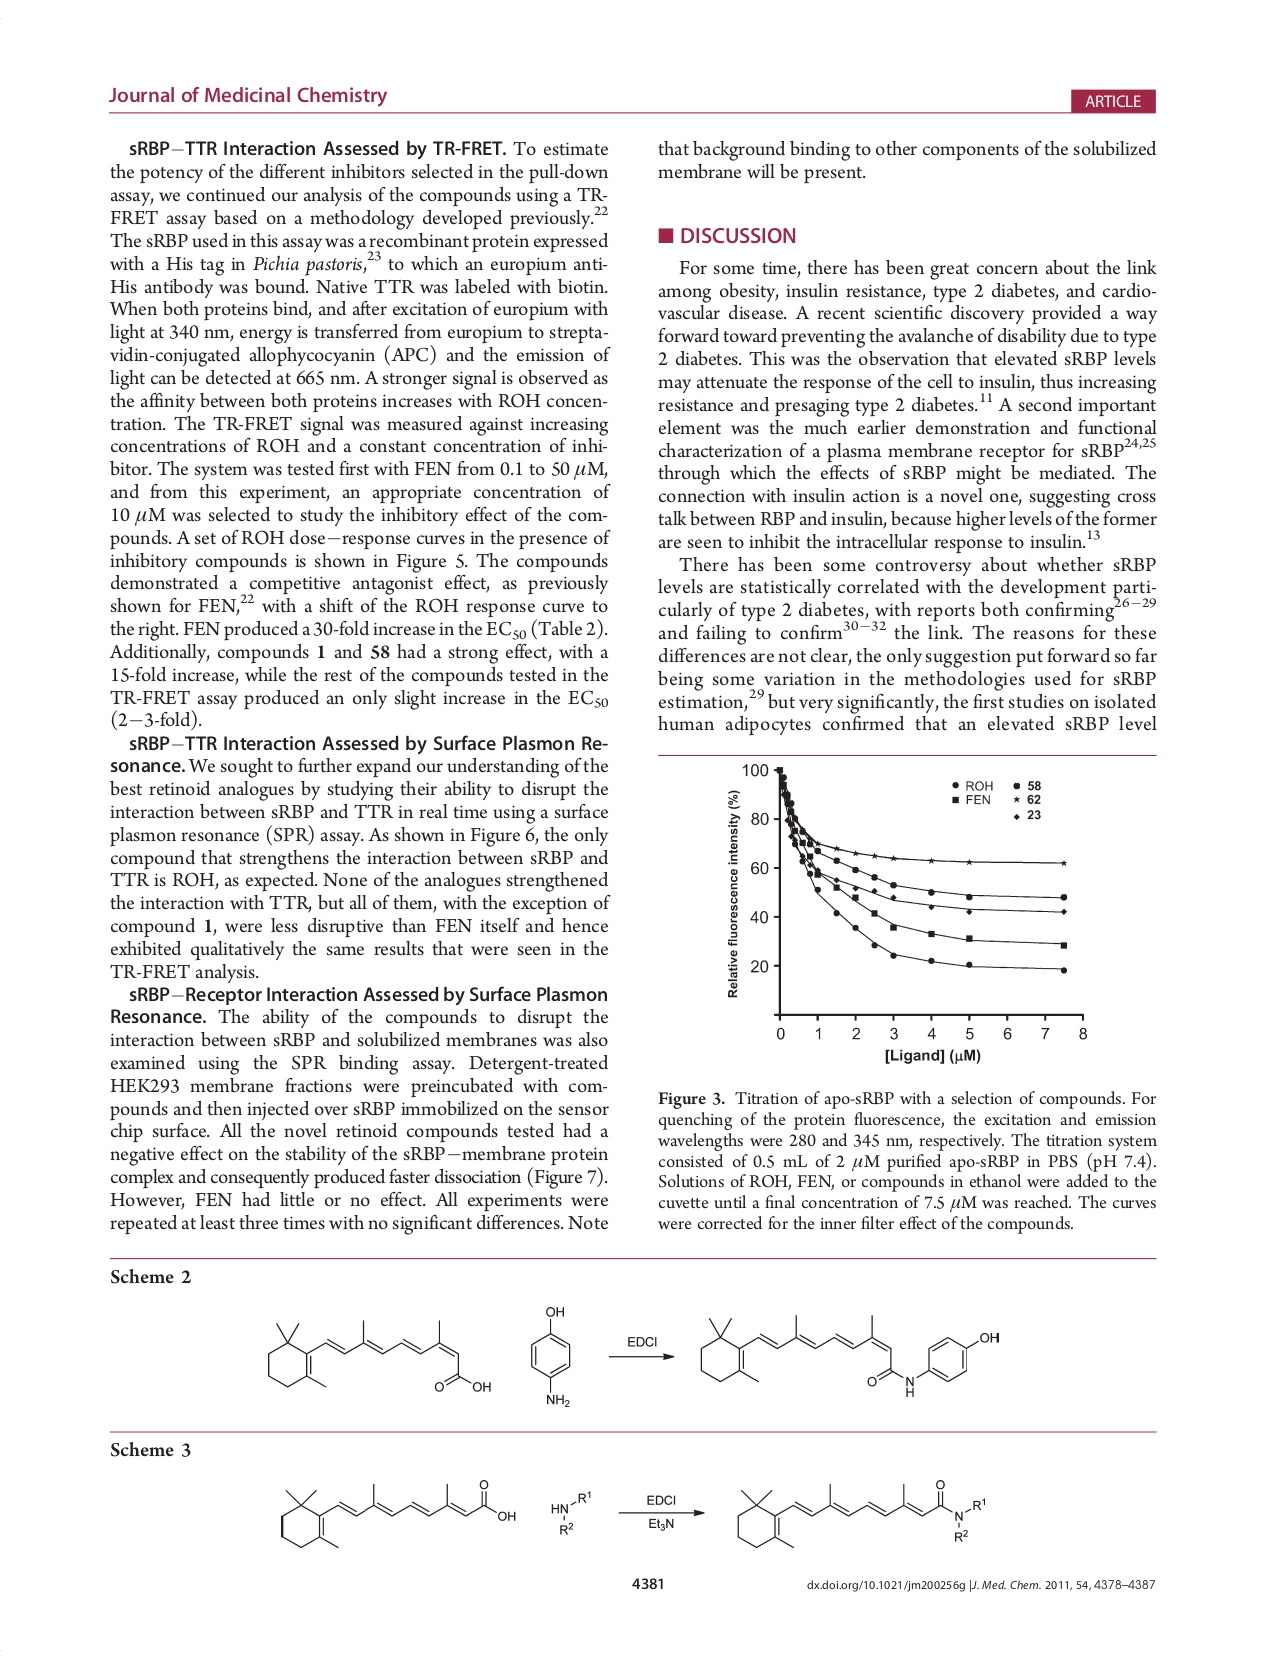 Journal of Medicinal Chemistry
ARTICLE
sRBP−TTR Interaction Assessed by TR-FRET. To estimate
the potency of the different inhibitors selected in the pull-down
assay, we continued our analysis of the compounds using a TR-
FRET assay based on a methodology developed previously.22
The sRBP used in this assay was a recombinant protein expressed
with a His tag in Pichia pastoris,23 to which an europium anti-
His antibody was bound. Native TTR was labeled with biotin.
When both proteins bind, and after excitation of europium with
light at 340 nm, energy is transferred from europium to strepta-
vidin-conjugated allophycocyanin (APC) and the emission of
light can be detected at 665 nm. A stronger signal is observed as
the affinity between both proteins increases with ROH concen-
tration. The TR-FRET signal was measured against increasing
concentrations of ROH and a constant concentration of inhi-
bitor. The system was tested first with FEN from 0.1 to 50 μM,
and from this experiment, an appropriate concentration of
10 μM was selected to study the inhibitory effect of the com-
pounds. A set of ROH dose−response curves in the presence of
inhibitory compounds is shown in Figure 5. The compounds
demonstrated a competitive antagonist effect, as previously
shown for FEN,22 with a shift of the ROH response curve to
the right. FEN produced a 30-fold increase in the EC50 (Table 2).
Additionally, compounds 1 and 58 had a strong effect, with a
15-fold increase, while the rest of the compounds tested in the
TR-FRET assay produced an only slight increase in the EC50
(2−3-fold).
sRBP−TTR Interaction Assessed by Surface Plasmon Re-
sonance. We sought to further expand our understanding of the
best retinoid analogues by studying their ability to disrupt the
interaction between sRBP and TTR in real time using a surface
plasmon resonance (SPR) assay. As shown in Figure 6, the only
compound that strengthens the interaction between sRBP and
TTR is ROH, as expected. None of the analogues strengthened
the interaction with TTR, but all of them, with the exception of
compound 1, were less disruptive than FEN itself and hence
exhibited qualitatively the same results that were seen in the
TR-FRET analysis.
sRBP−Receptor Interaction Assessed by Surface Plasmon
Resonance. The ability of the compounds to disrupt the
interaction between sRBP and solubilized membranes was also
examined using the SPR binding assay. Detergent-treated
HEK293 membrane fractions were preincubated with com-
pounds and then injected over sRBP immobilized on the sensor
chip surface. All the novel retinoid compounds tested had a
negative effect on the stability of the sRBP−membrane protein
complex and consequently produced faster dissociation (Figure 7).
However, FEN had little or no effect. All experiments were
repeated at least three times with no significant differences. Note
that background binding to other components of the solubilized
membrane will be present.
■ DISCUSSION
For some time, there has been great concern about the link
among obesity, insulin resistance, type 2 diabetes, and cardio-
vascular disease. A recent scientific discovery provided a way
forward toward preventing the avalanche of disability due to type
2 diabetes. This was the observation that elevated sRBP levels
may attenuate the response of the cell to insulin, thus increasing
resistance and presaging type 2 diabetes.11 A second important
element was the much earlier demonstration and functional
characterization of a plasma membrane receptor for sRBP24,25
through which the effects of sRBP might be mediated. The
connection with insulin action is a novel one, suggesting cross
talk between RBP and insulin, because higher levels of the former
are seen to inhibit the intracellular response to insulin.13
There has been some controversy about whether sRBP
levels are statistically correlated with the development parti-
cularly of type 2 diabetes, with reports both confirming26−29
and failing to confirm30−32 the link. The reasons for these
differences are not clear, the only suggestion put forward so far
being some variation in the methodologies used for sRBP
estimation,29 but very significantly, the first studies on isolated
human adipocytes confirmed that an elevated sRBP level
100
80
60
40
20
Relative fluorescence intensity (%)
ROH 58
FEN 62
23
0 1 2 3 4 5 6 7 8
[Ligand] (μM)
Figure 3. Titration of apo-sRBP with a selection of compounds. For
quenching of the protein fluorescence, the excitation and emission
wavelengths were 280 and 345 nm, respectively. The titration system
consisted of 0.5 mL of 2 μM purified apo-sRBP in PBS (pH 7.4).
Solutions of ROH, FEN, or compounds in ethanol were added to the
cuvette until a final concentration of 7.5 μM was reached. The curves
were corrected for the inner filter effect of the compounds.
Scheme 2
O OH
OH
NH2
EDCI
O N H
OH
Scheme 3
O
OH
HN R1
R2
EDCI
Et3N
O
N R1
R2
4381
dx.doi.org/10.1021/jm200256g |J. Med. Chem. 2011, 54, 4378–4387